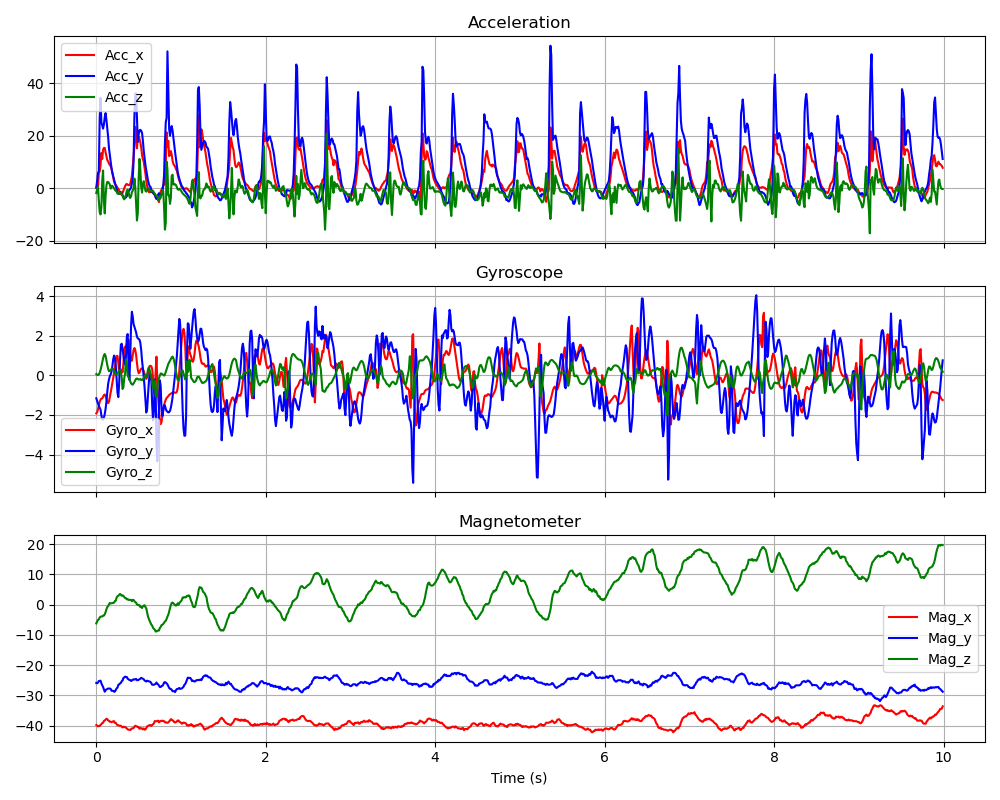 Acceleration
Acc_x
Acc_y
Acc_z
40
20
0
−20
Gyroscope
4
2
0
−2
−4
Gyro_x
Gyro_y
Gyro_z
Magnetometer
20
10
0
−10
−20
−30
−40
Mag_x
Mag_y
Mag_z
0 2 4 6 8 10
Time (s)